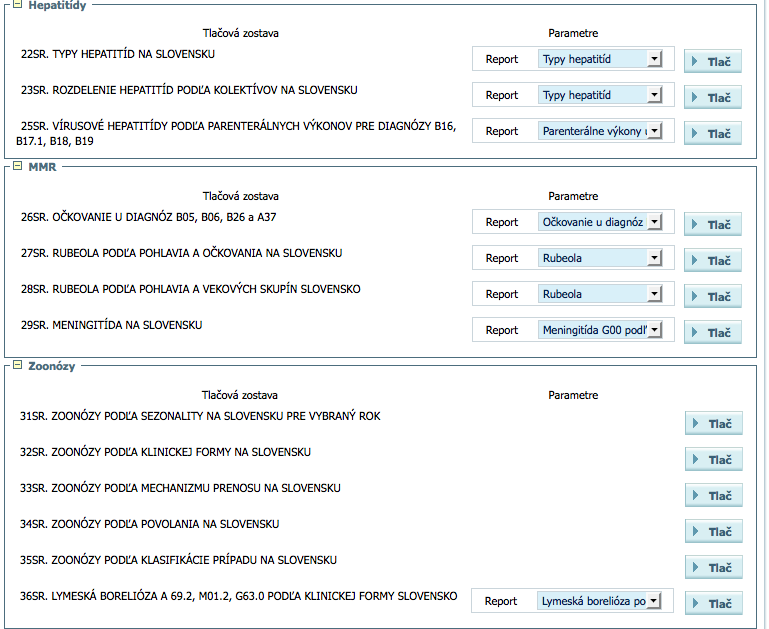 Hepatitídy
Tlačová zostava Parametre
22SR. TYPY HEPATITÍD NA SLOVENSKU Report Typy hepatitíd Tlač
23SR. ROZDELENIE HEPATITÍD PODĽA KOLEKTÍVOV NA SLOVENSKU Report Typy hepatitíd Tlač
25SR. VÍRUSOVÉ HEPATITÍDY PODĽA PARENTERÁLNYCH VÝKONOV PRE DIAGNÓZY B16, Report Parenterálne výkony u Tlač
B17.1, B18, B19
MMR
Tlačová zostava Parametre
26SR. OČKOVANIE U DIAGNÓZ B05, B06, B26 a A37 Report Očkovanie u diagnóz Tlač
27SR. RUBEOLA PODĽA POHLAVIA A OČKOVANIA NA SLOVENSKU Report Rubeola Tlač
28SR. RUBEOLA PODĽA POHLAVIA A VEKOVÝCH SKUPÍN SLOVENSKO Report Rubeola Tlač
29SR. MENINGITÍDA NA SLOVENSKU Report Meningitída G00 podľ Tlač
Zoonózy
Tlačová zostava Parametre
31SR. ZOONÓZY PODĽA SEZONALITY NA SLOVENSKU PRE VYBRANÝ ROK Tlač
32SR. ZOONÓZY PODĽA KLINICKEJ FORMY NA SLOVENSKU Tlač
33SR. ZOONÓZY PODĽA MECHANIZMU PRENOSU NA SLOVENSKU Tlač
34SR. ZOONÓZY PODĽA POVOLANIA NA SLOVENSKU Tlač
35SR. ZOONÓZY PODĽA KLASIFIKÁCIE PRÍPADU NA SLOVENSKU Tlač
36SR. LYMESKÁ BORELIÓZA A 69.2, M01.2, G63.0 PODĽA KLINICKEJ FORMY SLOVENSKO Report Lymeská borelióza po Tlač